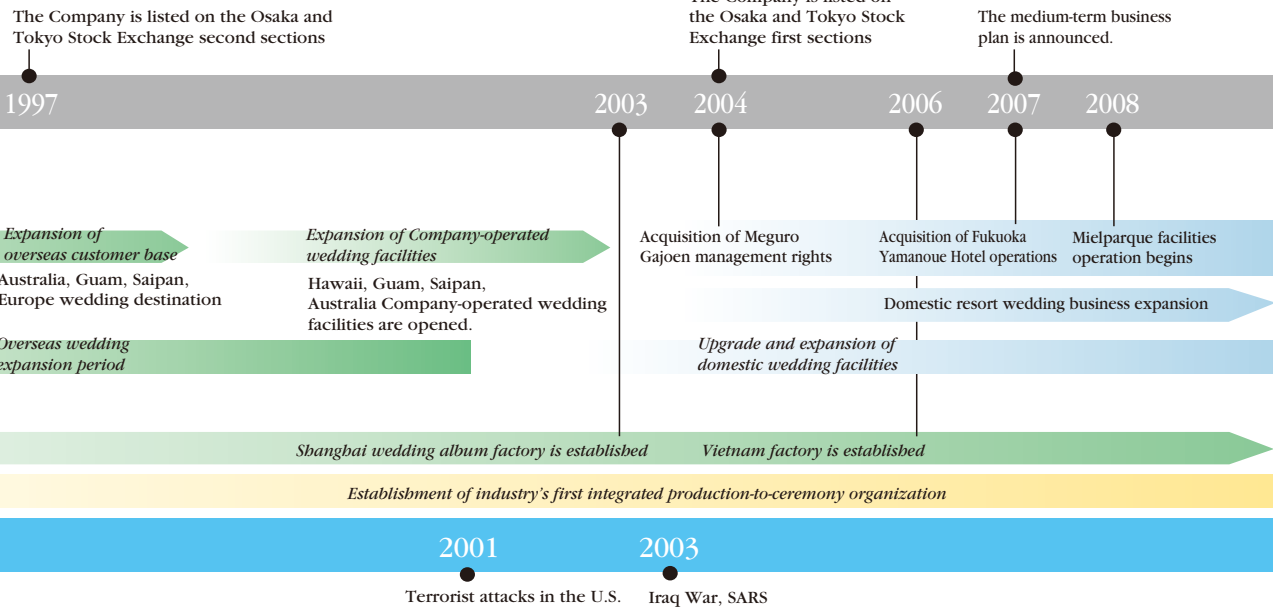 The Company is listed on the Osaka and
Tokyo Stock Exchange second sections
The Company is listed on
the Osaka and Tokyo Stock
Exchange first sections
The medium-term business
plan is announced.
1997
2003
2004
2006
2007
2008
Expansion of
overseas customer base
Australia, Guam, Saipan,
Europe wedding destination
Expansion of Company-operated
wedding facilities
Hawaii, Guam, Saipan,
Australia Company-operated wedding
facilities are opened.
Acquisition of Meguro
Gajoen management rights
Acquisition of Fukuoka
Yamanoue Hotel operations
Mielparque facilities
operation begins
Domestic resort wedding business expansion
Overseas wedding
expansion period
Upgrade and expansion of
domestic wedding facilities
Shanghai wedding album factory is established
Vietnam factory is established
Establishment of industry's first integrated production-to-ceremony organization
2001
2003
Terrorist attacks in the U.S.
Iraq War, SARS